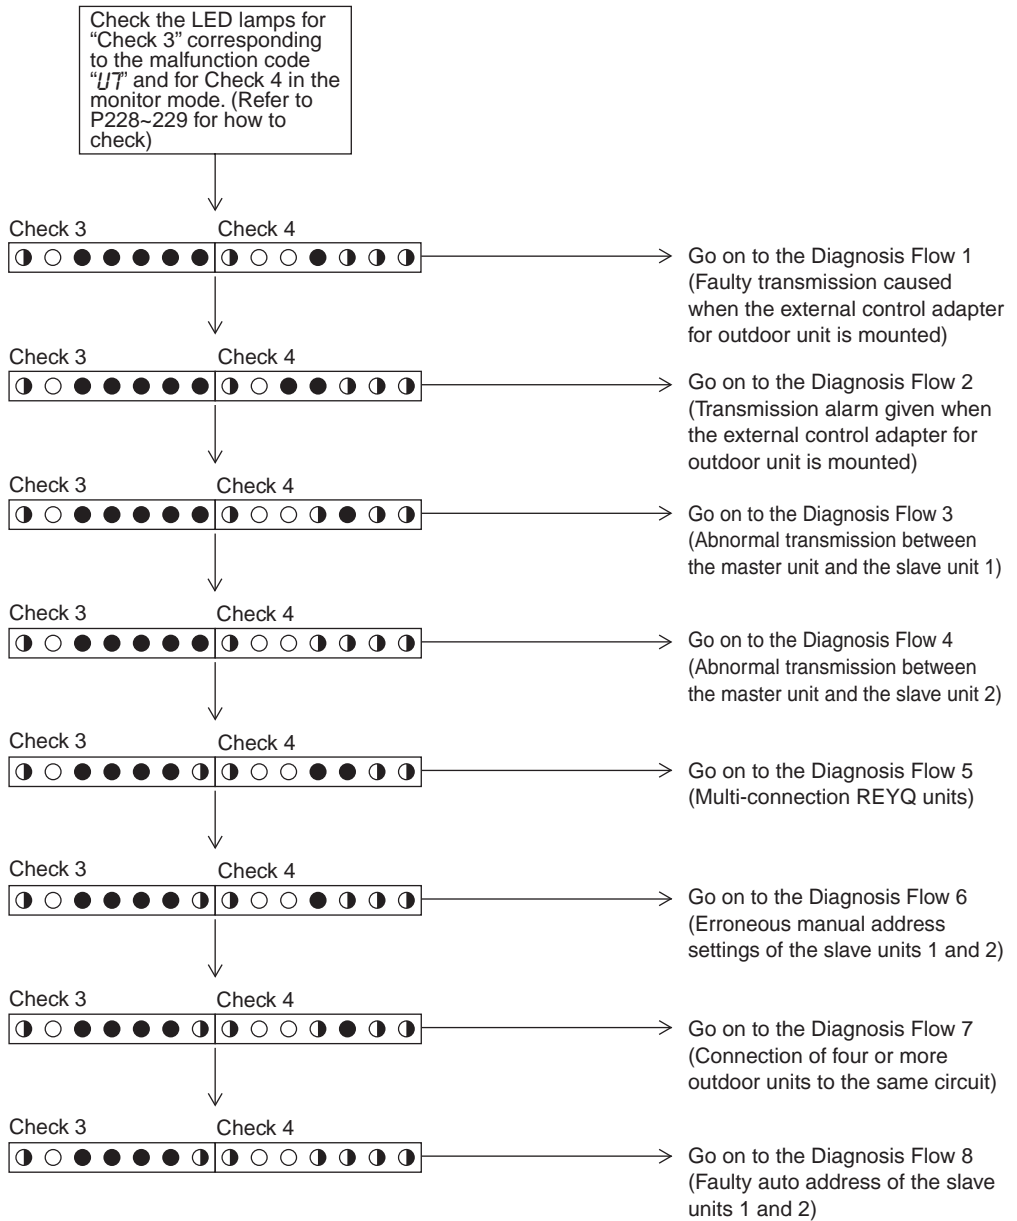 Check the LED lamps for
“Check 3” corresponding
to the malfunction code
“U7” and for Check 4 in the
monitor mode. (Refer to
P228~229 for how to
check)
Check 3 Check 4
Go on to the Diagnosis Flow 1
(Faulty transmission caused
when the external control adapter
for outdoor unit is mounted)
Check 3 Check 4
Go on to the Diagnosis Flow 2
(Transmission alarm given when
the external control adapter for
outdoor unit is mounted)
Check 3 Check 4
Go on to the Diagnosis Flow 3
(Abnormal transmission between
the master unit and the slave unit 1)
Check 3 Check 4
Go on to the Diagnosis Flow 4
(Abnormal transmission between
the master unit and the slave unit 2)
Check 3 Check 4
Go on to the Diagnosis Flow 5
(Multi-connection REYQ units)
Check 3 Check 4
Go on to the Diagnosis Flow 6
(Erroneous manual address
settings of the slave units 1 and 2)
Check 3 Check 4
Go on to the Diagnosis Flow 7
(Connection of four or more
outdoor units to the same circuit)
Check 3 Check 4
Go on to the Diagnosis Flow 8
(Faulty auto address of the slave
units 1 and 2)